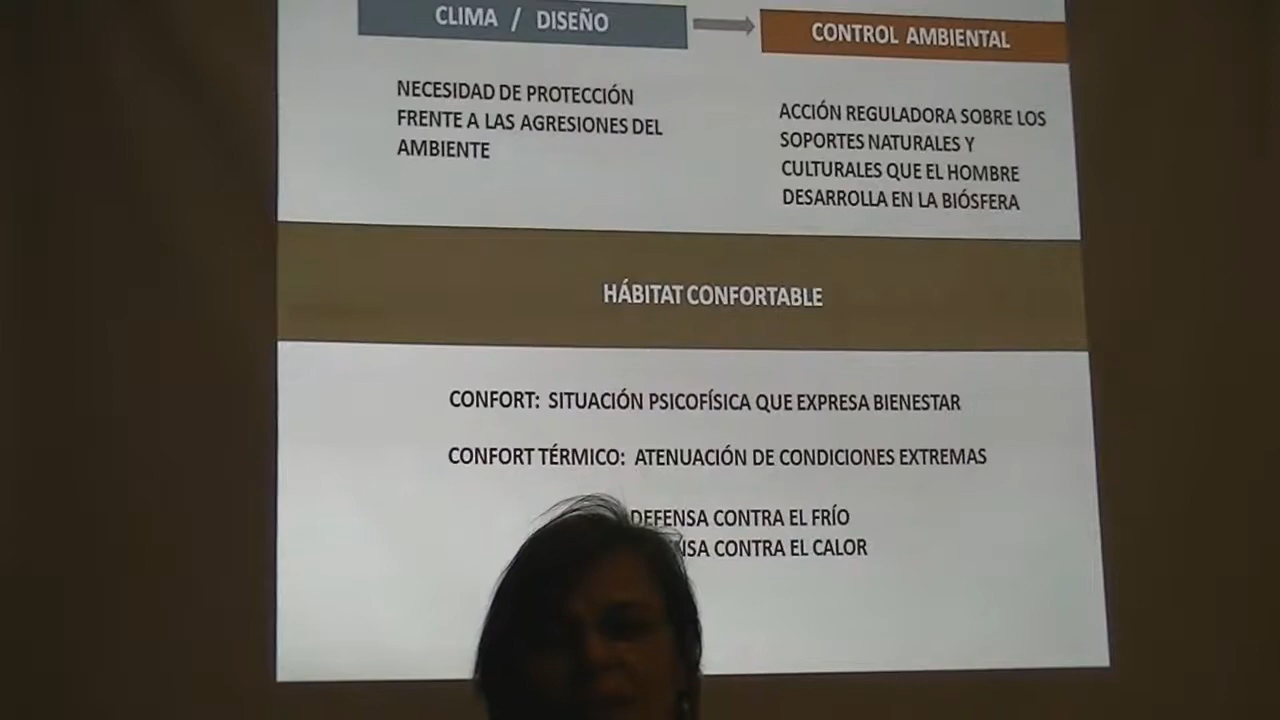 CLIMA / DISEÑO
CONTROL AMBIENTAL
NECESIDAD DE PROTECCIÓN
FRENTE A LAS AGRESIONES DEL
AMBIENTE
ACCIÓN REGULADORA SOBRE LOS
SOPORTES NATURALES Y
CULTURALES QUE EL HOMBRE
DESARROLLA EN LA BIÓSFERA
HÁBITAT CONFORTABLE
CONFORT: SITUACIÓN PSICOFÍSICA QUE EXPRESA BIENESTAR
CONFORT TÉRMICO: ATENUACIÓN DE CONDICIONES EXTREMAS
DEFENSA CONTRA EL FRÍO
CONTRA EL CALOR